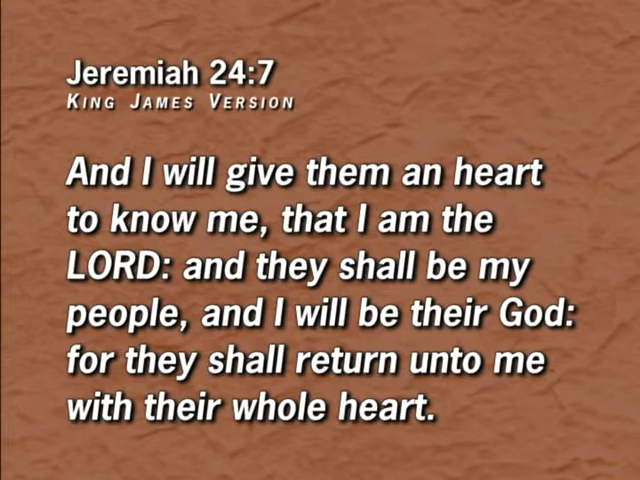 Jeremiah 24:7
King James Version
And I will give them an heart
to know me, that I am the
LORD: and they shall be my
people, and I will be their God:
for they shall return unto me
with their whole heart.